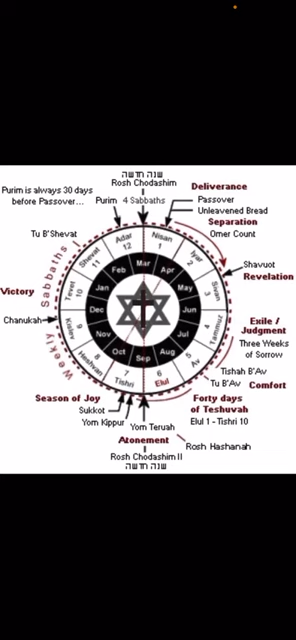 שנה חדשה
Rosh Chodashim
Deliverance
Purim is always 30 days
before Passover...
Purim
4 Sabbaths
Passover
Unleavened Bread
Separation
Omer Count
Tu B'Shevat
Shavuot
Revelation
Victory
Chanukah
Weekly Sabbaths
Adar
12
Nisan
1
Iyar
2
Sivan
3
Tammuz
4
Av
5
Elul
6
Tishri
7
Heshvan
8
Kislev
9
Tevet
10
Shevat
11
Mar
Apr
May
Jun
Jul
Aug
Sep
Oct
Nov
Dec
Jan
Feb
Exile /
Judgment
Three Weeks
of Sorrow
Tishah B'Av
Tu B'Av
Comfort
Season of Joy
Sukkot
Yom Kippur
Yom Teruah
Forty days
of Teshuvah
Elul 1 - Tishri 10
Atonement
Rosh Hashanah
Rosh Chodashim II
שנה חדשה